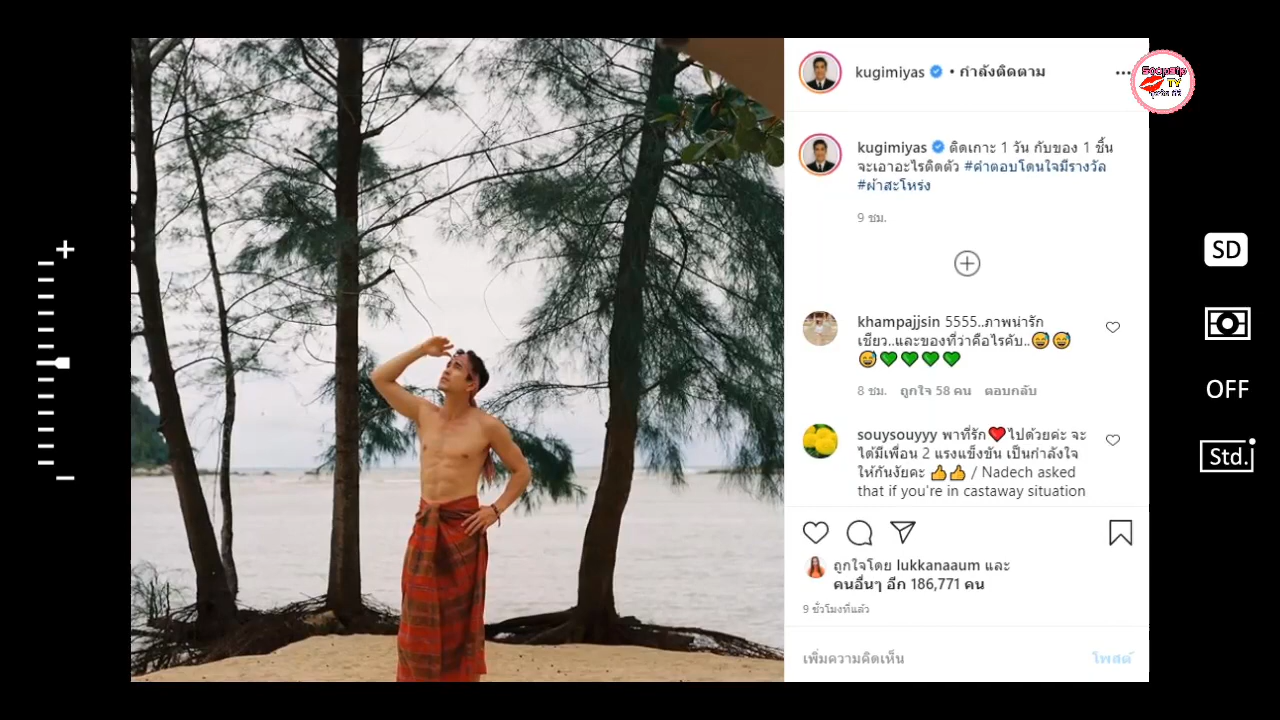 kugimiyas • กำลังติดตาม
Gossip
TV
kugimiyas ติดเกาะ 1 วัน กับของ 1 ชิ้น
จะเอาอะไรติดตัว #คำตอบโดนใจมีรางวัล
#ผ้าสะโหร่ง
9 ชม.
khampajjsin 5555..ภาพน่ารัก
เชียว..และของที่ว่าคือไรคับ..😅😅
😅💚💚💚💚
8 ชม. ถูกใจ 58 คน ตอบกลับ
souysouyyy พาที่รัก❤️ไปด้วยค่ะ จะ
ได้มีเพื่อน 2 แรงแข็งขัน เป็นกำลังใจ
ให้กันงัยคะ 👍👍 / Nadech asked
that if you're in castaway situation
ถูกใจโดย lukkanaaum และ
คนอื่นๆ อีก 186,771 คน
9 ชั่วโมงที่แล้ว
เพิ่มความคิดเห็น
โพสต์
SD
OFF
Std.